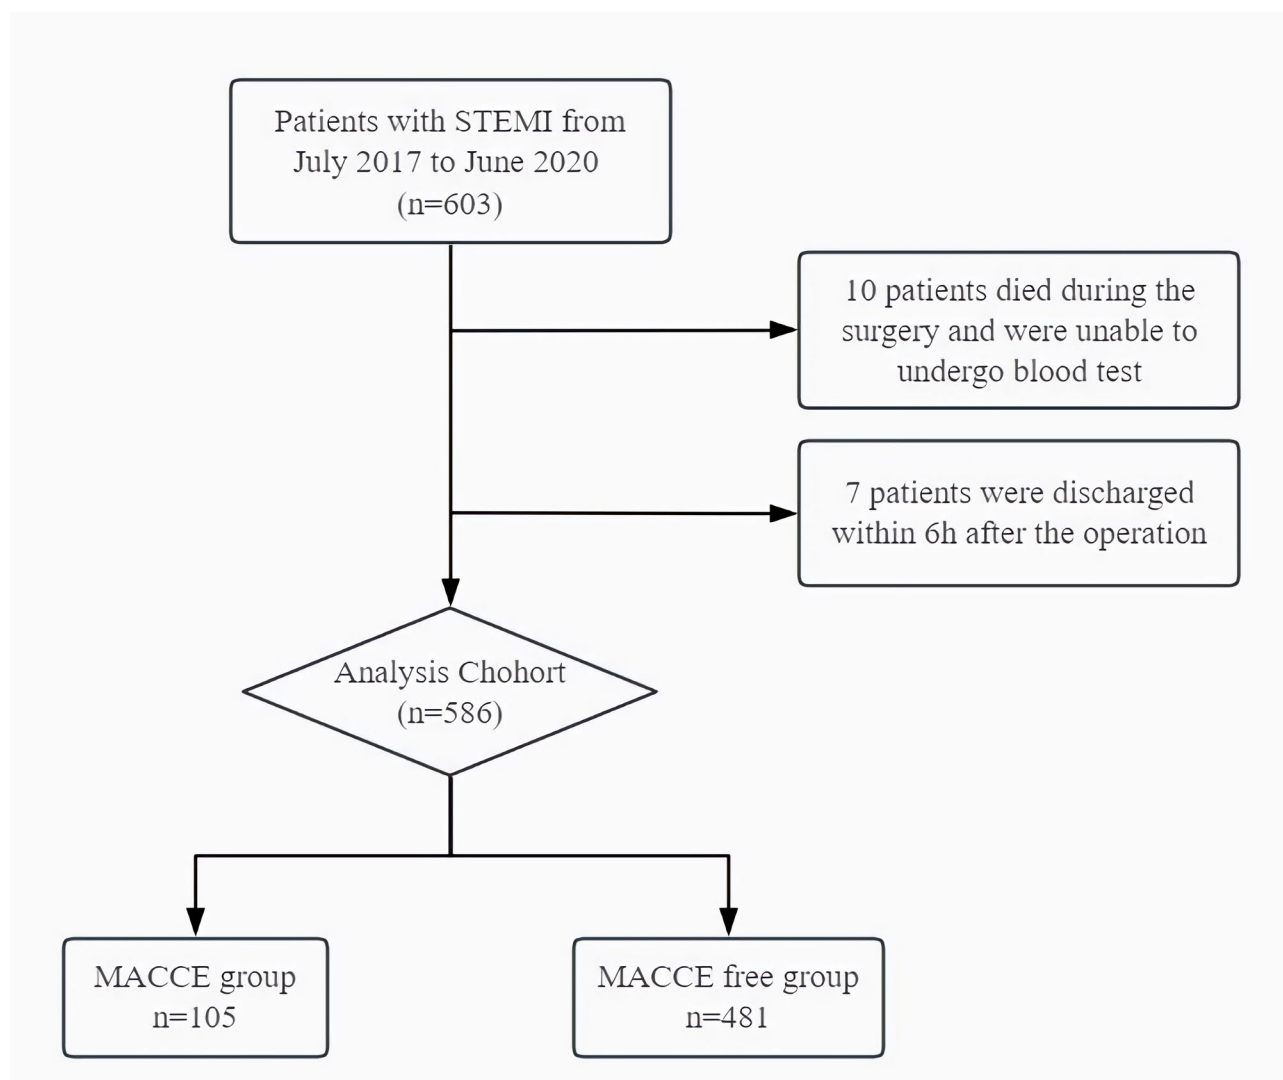 Patients with STEMI from
July 2017 to June 2020
(n=603)
10 patients died during the
surgery and were unable to
undergo blood test
7 patients were discharged
within 6h after the operation
Analysis Chohort
(n=586)
MACCE group
n=105
MACCE free group
n=481